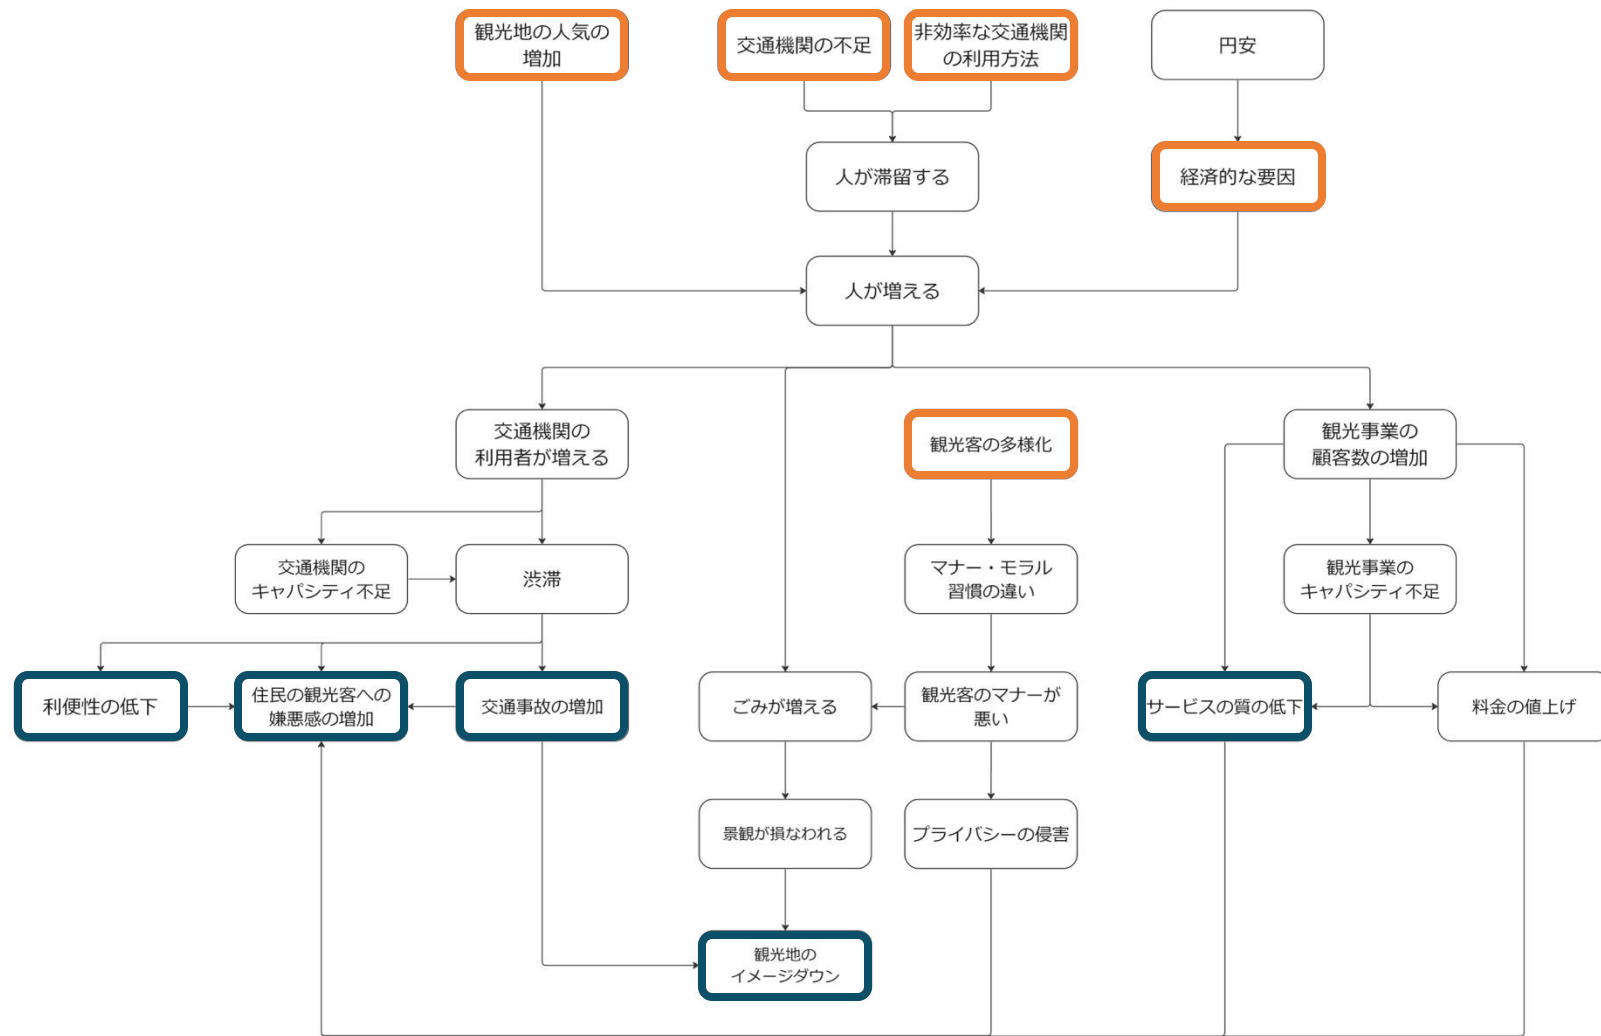 観光地の人気の
増加
交通機関の不足
非効率な交通機関
の利用方法
円安
人が滞留する
経済的な要因
人が増える
交通機関の
利用者が増える
観光客の多様化
観光事業の
顧客数の増加
交通機関の
キャパシティ不足
渋滞
マナー・モラル
習慣の違い
観光事業の
キャパシティ不足
利便性の低下
住民の観光客への
嫌悪感の増加
交通事故の増加
ごみが増える
観光客のマナーが
悪い
サービスの質の低下
料金の値上げ
景観が損なわれる
プライバシーの侵害
観光地の
イメージダウン